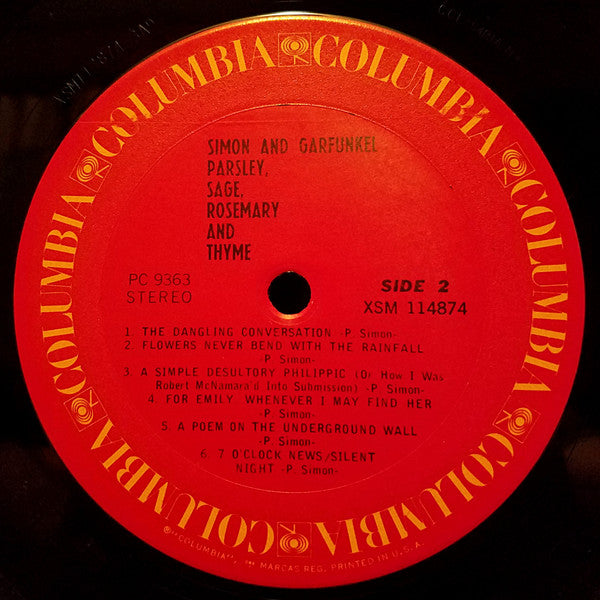 COLUMBIA COLUMBIA COLUMBIA COLUMBIA COLUMBIA COLUMBIA
SIMON AND GARFUNKEL
PARSLEY,
SAGE,
ROSEMARY
AND
THYME
PC 9363
STEREO
SIDE 2
XSM 114874
1. THE DANGLING CONVERSATION -P. Simon-
2. FLOWERS NEVER BEND WITH THE RAINFALL
-P. Simon-
3. A SIMPLE DESULTORY PHILIPPIC (Or How I Was
Robert McNamara'd Into Submission) -P. Simon-
4. FOR EMILY, WHENEVER I MAY FIND HER
-P. Simon-
5. A POEM ON THE UNDERGROUND WALL
-P. Simon-
6. 7 O'CLOCK NEWS/SILENT
NIGHT -P. Simon-
®"COLUMBIA", MARCAS REG. PRINTED IN U.S.A.